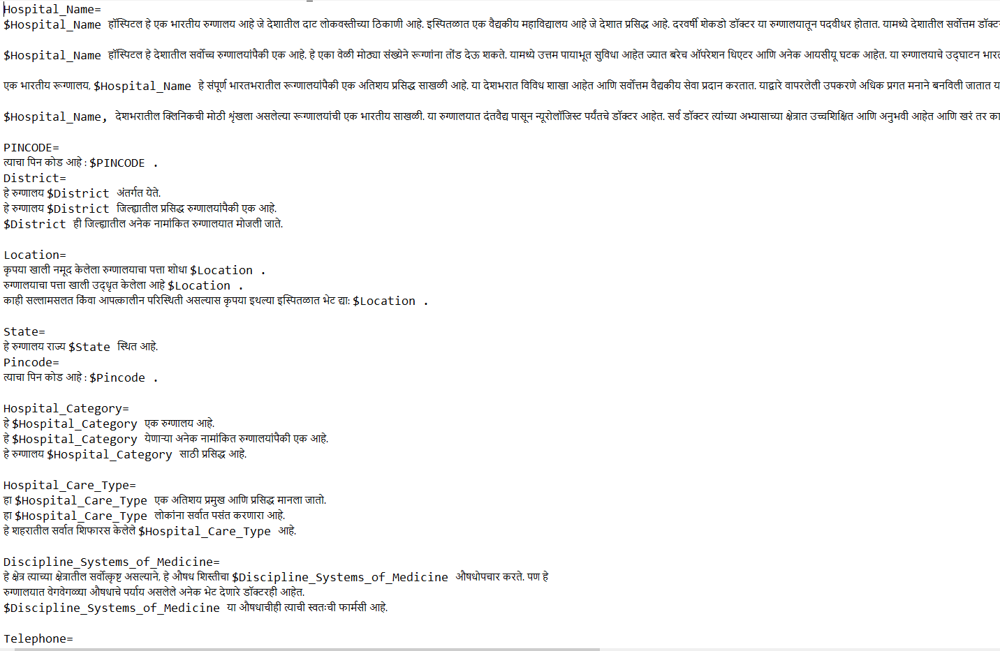 Hospital_Name=
$Hospital_Name हॉस्पिटल हे एक भारतीय रुग्णालय आहे जे देशातील दाट लोकवस्तीच्या ठिकाणी आहे. इस्पितळात एक वैद्यकीय महाविद्यालय आहे जे देशात प्रसिद्ध आहे. दरवर्षी शेकडो डॉक्टर या रुग्णालयातून पदवीधर होतात. यामध्ये देशातील सर्वोत्तम डॉक्ट
$Hospital_Name हॉस्पिटल हे देशातील सर्वोच्च रुग्णालयांपैकी एक आहे. हे एका वेळी मोठ्या संख्येने रूग्णांना तोंड देऊ शकते. यामध्ये उत्तम पायाभूत सुविधा आहेत ज्यात बरेच ऑपरेशन थिएटर आणि अनेक आयसीयू घटक आहेत. या रुग्णालयाचे उद्घाटन भारत
एक भारतीय रूग्णालय, $Hospital_Name हे संपूर्ण भारतभरातील रूग्णालयांपैकी एक अतिशय प्रसिद्ध साखळी आहे. या देशभरात विविध शाखा आहेत आणि सर्वोत्तम वैद्यकीय सेवा प्रदान करतात. याद्वारे वापरलेली उपकरणे अधिक प्रगत मनाने बनविली जातात य
$Hospital_Name, देशभरातील क्लिनिकची मोठी शृंखला असलेल्या रूग्णालयांची एक भारतीय साखळी. या रुग्णालयात दंतवैद्य पासून न्यूरोलॉजिस्ट पर्यंतचे डॉक्टर आहेत. सर्व डॉक्टर त्यांच्या अभ्यासाच्या क्षेत्रात उच्चशिक्षित आणि अनुभवी आहेत आणि खरं तर का
PINCODE=
त्याचा पिन कोड आहे : $PINCODE .
District=
हे रुग्णालय $District अंतर्गत येते.
हे रुग्णालय $District जिल्ह्यातील प्रसिद्ध रुग्णालयांपैकी एक आहे.
$District ही जिल्ह्यातील अनेक नामांकित रुग्णालयात मोजली जाते.
Location=
कृपया खाली नमूद केलेला रुग्णालयाचा पत्ता शोधा $Location .
रुग्णालयाचा पत्ता खाली उद्धृत केलेला आहे $Location .
काही सल्लामसलत किंवा आपत्कालीन परिस्थिती असल्यास कृपया इथल्या इस्पितळात भेट द्या: $Location .
State=
हे रुग्णालय राज्य $State स्थित आहे.
Pincode=
त्याचा पिन कोड आहे : $Pincode .
Hospital_Category=
हे $Hospital_Category एक रुग्णालय आहे.
हे $Hospital_Category येणाऱ्या अनेक नामांकित रुग्णालयांपैकी एक आहे.
हे रुग्णालय $Hospital_Category साठी प्रसिद्ध आहे.
Hospital_Care_Type=
हा $Hospital_Care_Type एक अतिशय प्रमुख आणि प्रसिद्ध मानला जातो.
हा $Hospital_Care_Type लोकांना सर्वात पसंत करणारा आहे.
हे शहरातील सर्वात शिफारस केलेले $Hospital_Care_Type आहे.
Discipline_Systems_of_Medicine=
हे क्षेत्र त्याच्या क्षेत्रातील सर्वोत्कृष्ट असल्याने, हे औषध शिस्तीचा $Discipline_Systems_of_Medicine औषधोपचार करते. पण हे
रुग्णालयात वेगवेगळ्या औषधाचे पर्याय असलेले अनेक भेट देणारे डॉक्टरही आहेत.
$Discipline_Systems_of_Medicine या औषधाचीही त्याची स्वतःची फार्मसी आहे.
Telephone=